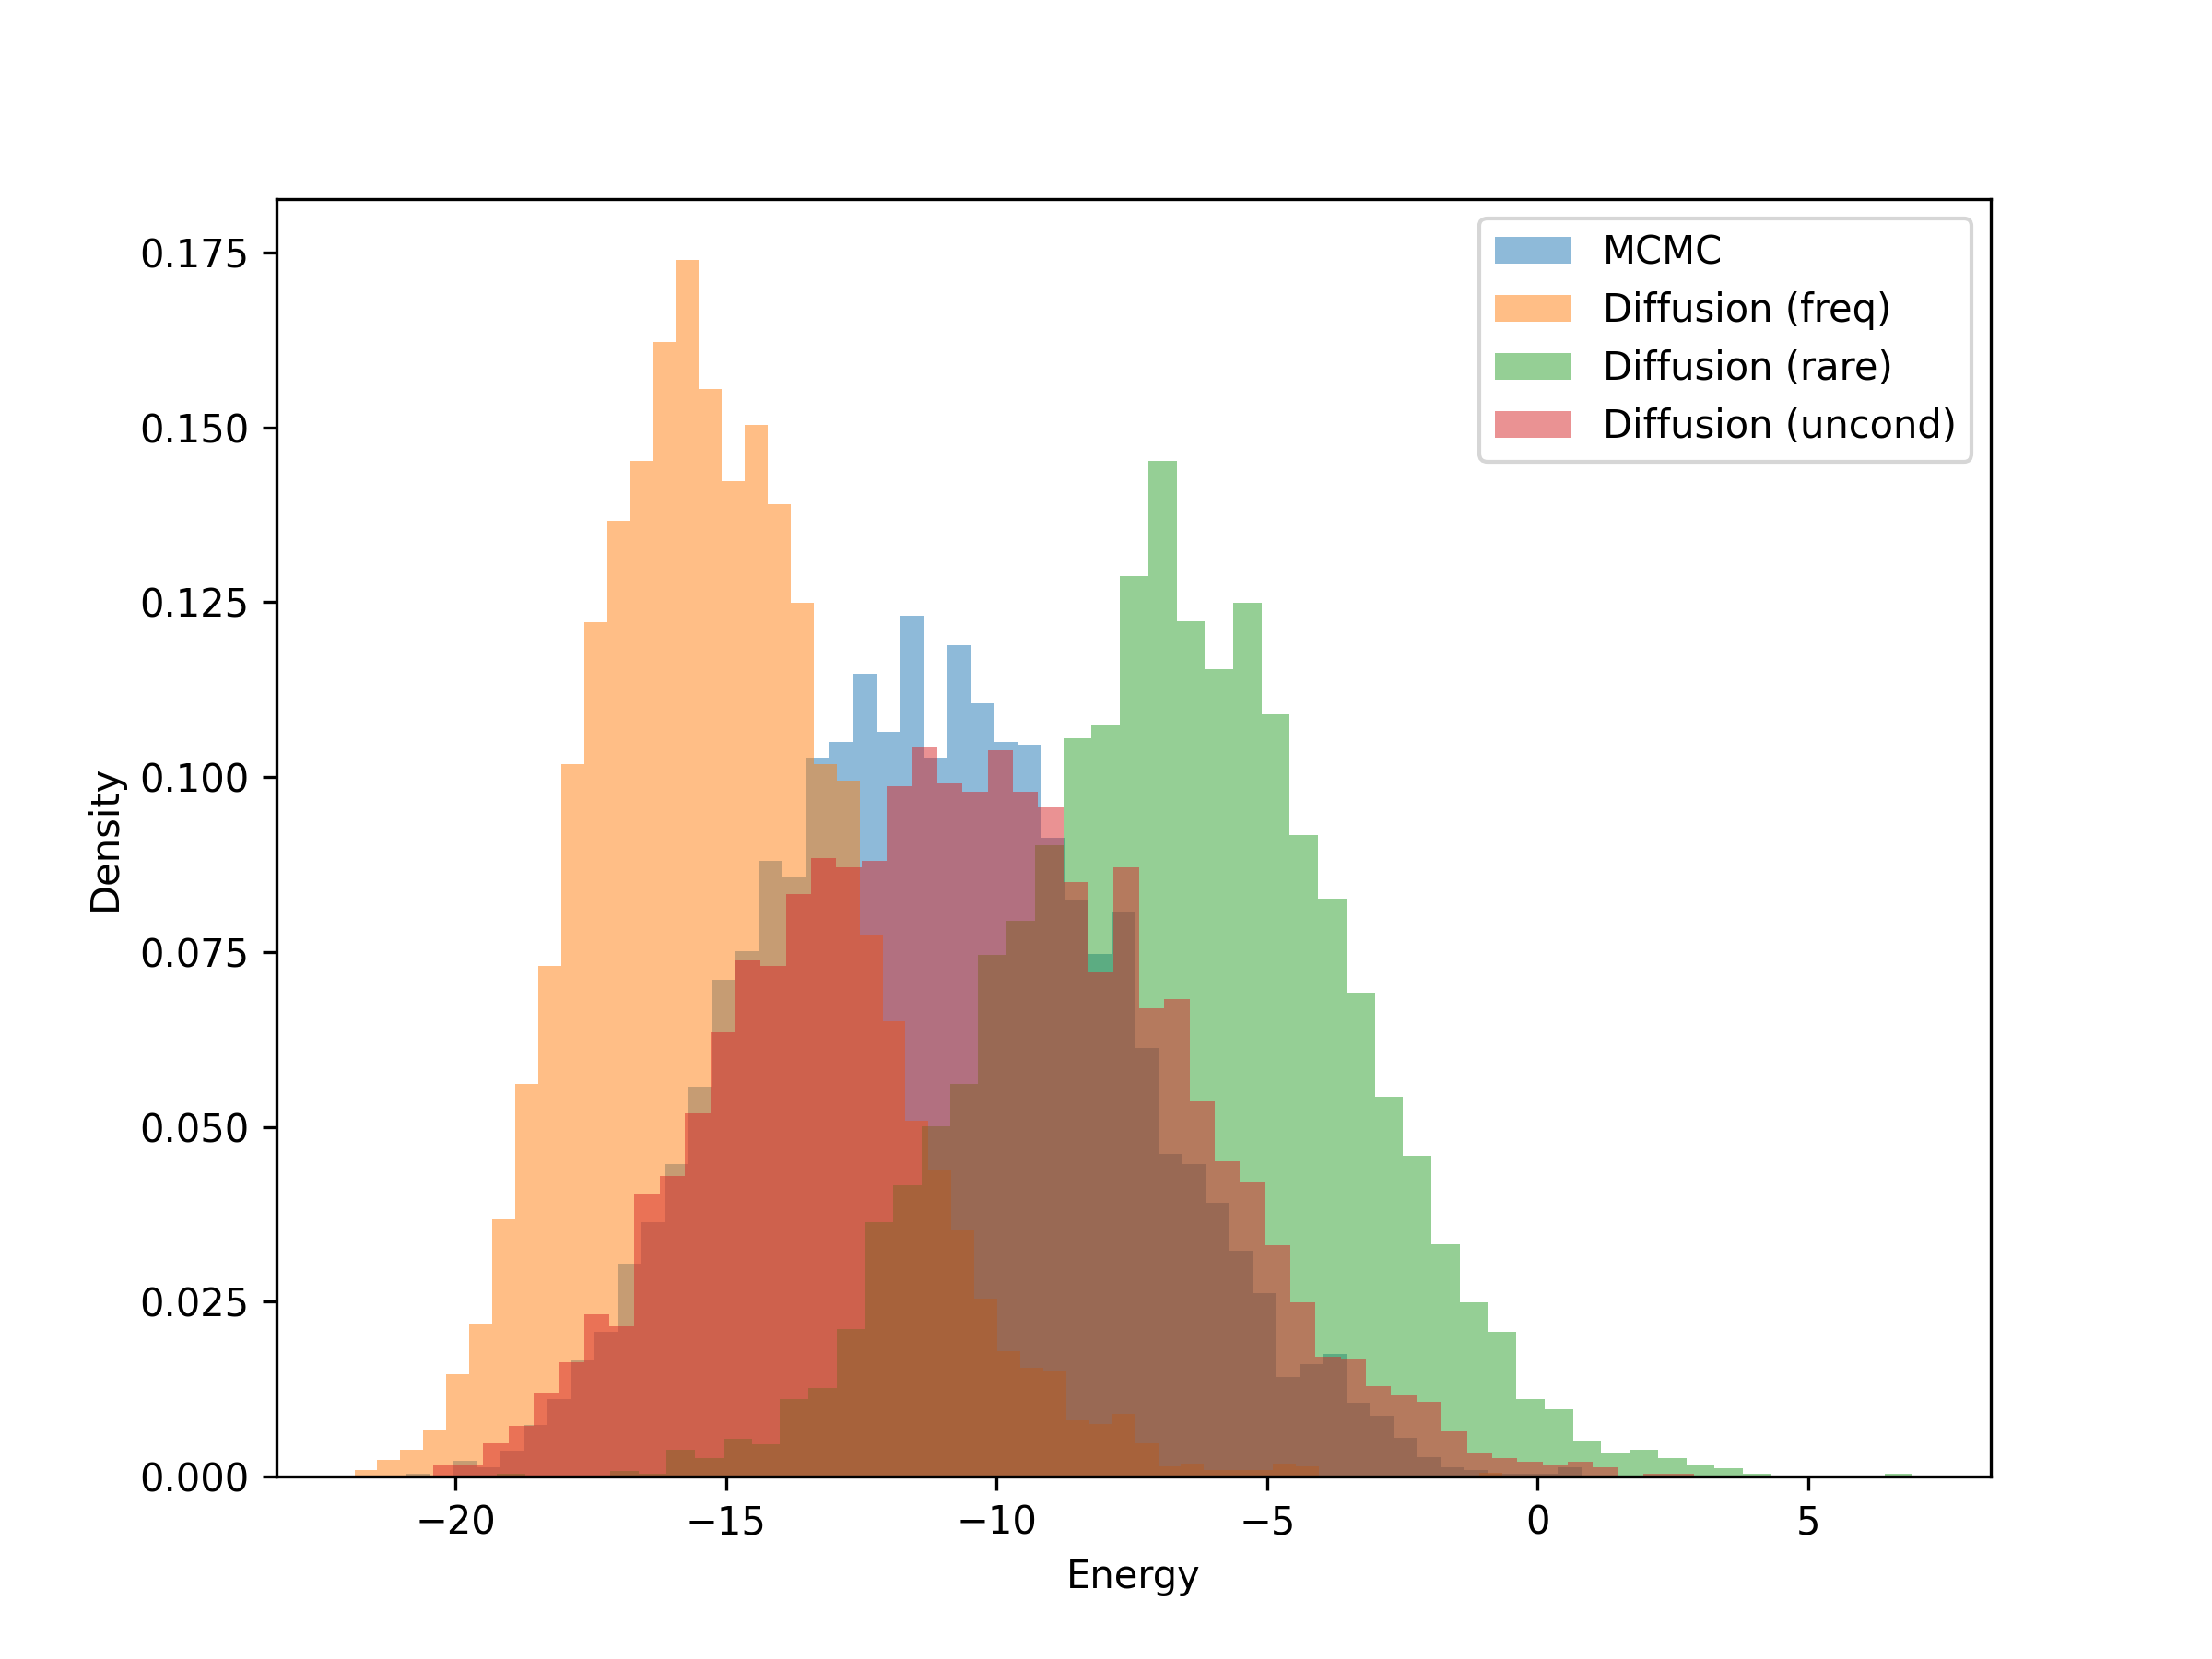 MCMC
Diffusion (freq)
Diffusion (rare)
Diffusion (uncond)
0.175
0.150
0.125
0.100
0.075
0.050
0.025
0.000
Density
−20 −15 −10 −5 0 5
Energy